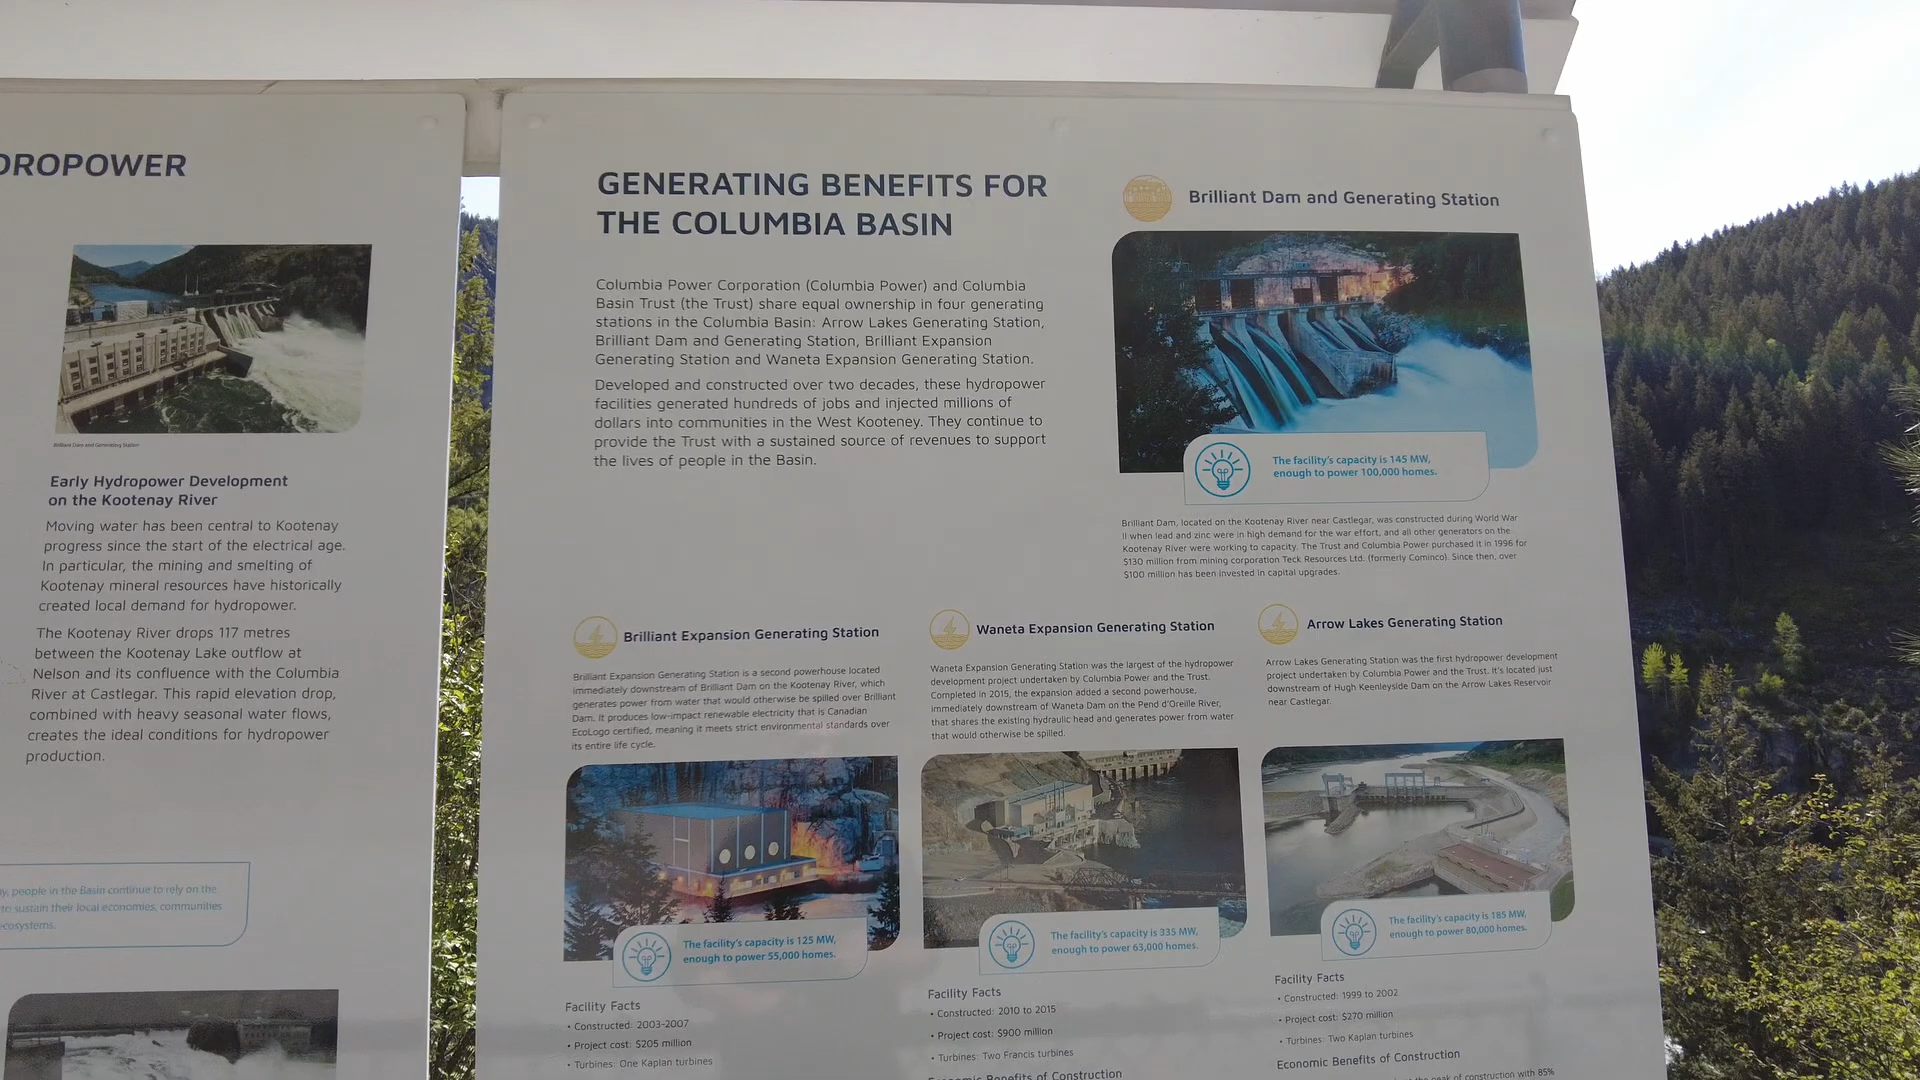 DROPOWER
Brilliant Dam and Generating Station
Early Hydropower Development
on the Kootenay River
Moving water has been central to Kootenay
progress since the start of the electrical age.
In particular, the mining and smelting of
Kootenay mineral resources have historically
created local demand for hydropower.
The Kootenay River drops 117 metres
between the Kootenay Lake outflow at
Nelson and its confluence with the Columbia
River at Castlegar. This rapid elevation drop,
combined with heavy seasonal water flows,
creates the ideal conditions for hydropower
production.
y, people in the Basin continue to rely on the
to sustain their local economies, communities
ecosystems.
GENERATING BENEFITS FOR
THE COLUMBIA BASIN
Columbia Power Corporation (Columbia Power) and Columbia
Basin Trust (the Trust) share equal ownership in four generating
stations in the Columbia Basin: Arrow Lakes Generating Station,
Brilliant Dam and Generating Station, Brilliant Expansion
Generating Station and Waneta Expansion Generating Station.
Developed and constructed over two decades, these hydropower
facilities generated hundreds of jobs and injected millions of
dollars into communities in the West Kooteney. They continue to
provide the Trust with a sustained source of revenues to support
the lives of people in the Basin.
Brilliant Dam and Generating Station
The facility's capacity is 145 MW,
enough to power 100,000 homes.
Brilliant Dam, located on the Kootenay River near Castlegar, was constructed during World War
II when lead and zinc were in high demand for the war effort, and all other generators on the
Kootenay River were working to capacity. The Trust and Columbia Power purchased it in 1996 for
$130 million from mining corporation Teck Resources Ltd. (formerly Cominco). Since then, over
$100 million has been invested in capital upgrades.
Brilliant Expansion Generating Station
Brilliant Expansion Generating Station is a second powerhouse located
immediately downstream of Brilliant Dam on the Kootenay River, which
generates power from water that would otherwise be spilled over Brilliant
Dam. It produces low-impact renewable electricity that is Canadian
EcoLogo certified, meaning it meets strict environmental standards over
its entire life cycle.
The facility's capacity is 125 MW,
enough to power 55,000 homes.
Facility Facts
• Constructed: 2003-2007
• Project cost: $205 million
• Turbines: One Kaplan turbines
Waneta Expansion Generating Station
Waneta Expansion Generating Station was the largest of the hydropower
development project undertaken by Columbia Power and the Trust.
Completed in 2015, the expansion added a second powerhouse,
immediately downstream of Waneta Dam on the Pend d'Oreille River,
that shares the existing hydraulic head and generates power from water
that would otherwise be spilled.
The facility's capacity is 335 MW,
enough to power 63,000 homes.
Facility Facts
• Constructed: 2010 to 2015
• Project cost: $900 million
• Turbines: Two Francis turbines
Economic Benefits of Construction
Arrow Lakes Generating Station
Arrow Lakes Generating Station was the first hydropower development
project undertaken by Columbia Power and the Trust. It's located just
downstream of Hugh Keenleyside Dam on the Arrow Lakes Reservoir
near Castlegar.
The facility's capacity is 185 MW,
enough to power 80,000 homes.
Facility Facts
• Constructed: 1999 to 2002
• Project cost: $270 million
• Turbines: Two Kaplan turbines
Economic Benefits of Construction
peak of construction with 85%